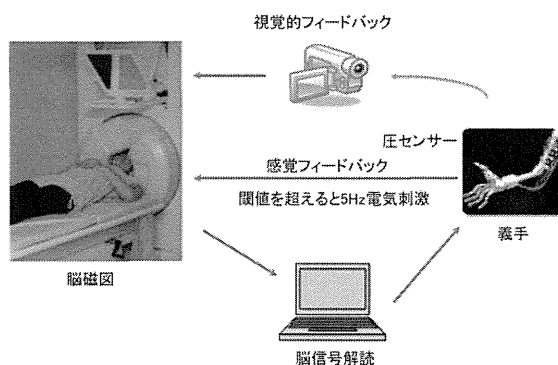 視覚的フィードバック
圧センサー
感覚フィードバック
閾値を超えると5Hz電気刺激
義手
脳磁図
脳信号解読